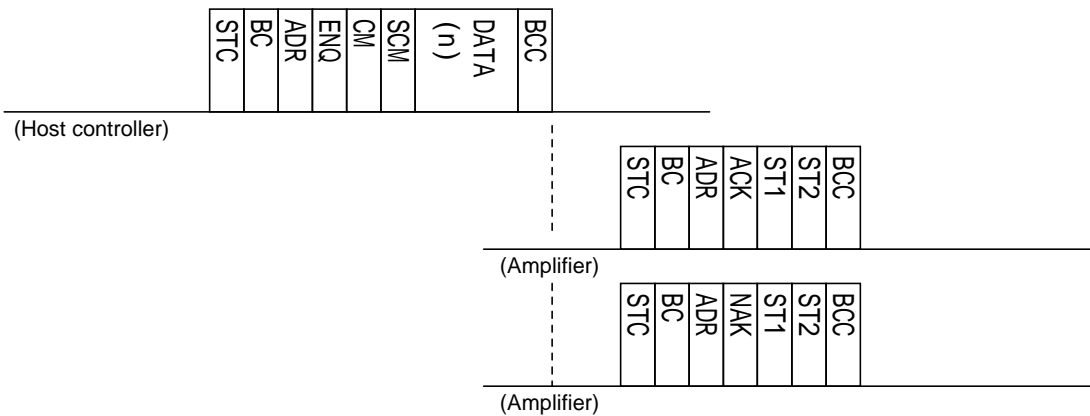 STC BC ADR ENQ CM SCM DATA (n) BCC
(Host controller)
STC BC ADR ACK ST1 ST2 BCC
(Amplifier)
STC BC ADR NAK ST1 ST2 BCC
(Amplifier)